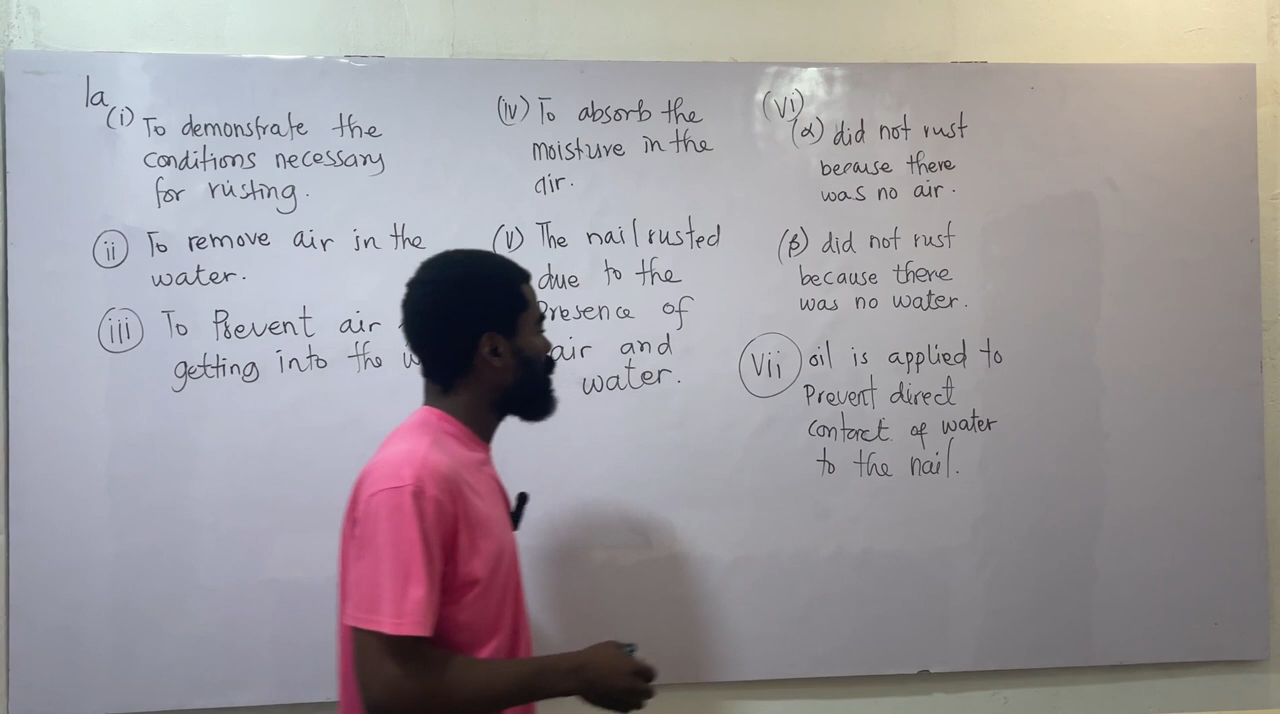 1a
(i) To demonstrate the
conditions necessary
for rusting.
(ii) To remove air in the
water.
(iii) To Prevent air
getting into the
(iv) To absorb the
moisture in the
air.
(v) The nail rusted
due to the
Presence of
air and
water.
(vi)
(α) did not rust
because there
was no air.
(β) did not rust
because there
was no water.
(vii) oil is applied to
Prevent direct
contact of water
to the nail.